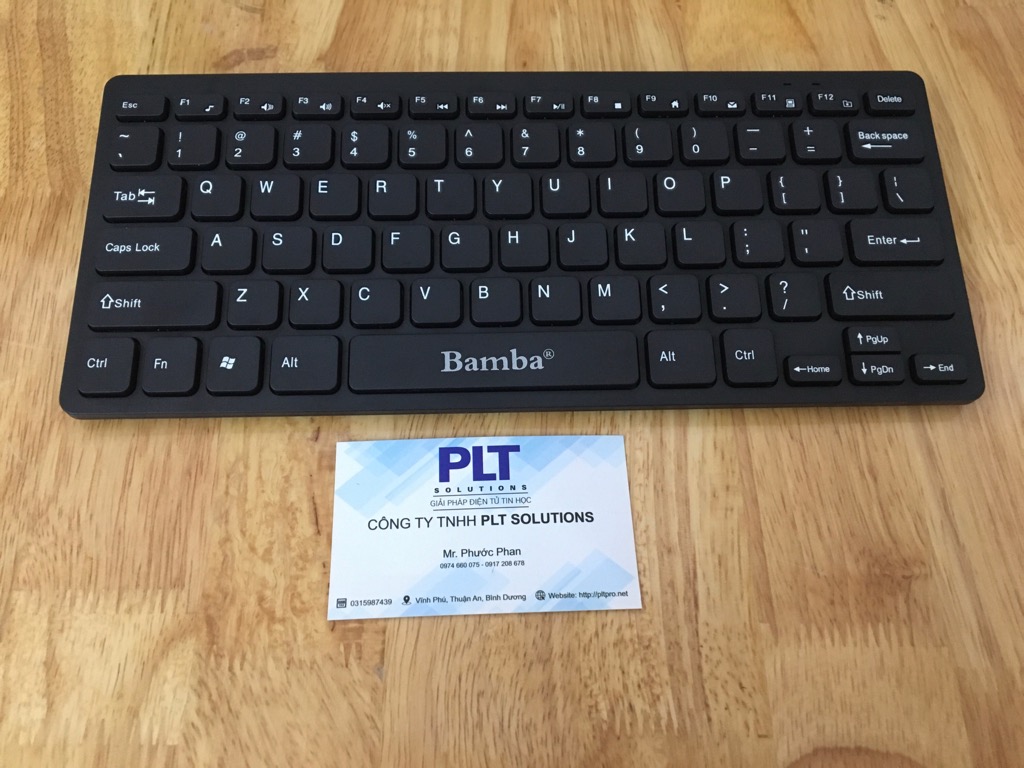 Esc F1 F2 F3 F4 F5 F6 F7 F8 F9 F10 F11 F12 Delete
~ ! @ # $ % ^ & * ( ) — +
` 1 2 3 4 5 6 7 8 9 0 - = Back space
Tab Q W E R T Y U I O P { } |
[ ] \
Caps Lock A S D F G H J K L : " Enter
; '
Shift Z X C V B N M < > ? Shift
, . /
Ctrl Fn Alt Bamba® Alt Ctrl PgUp
Home PgDn End
PLT
SOLUTIONS
GIẢI PHÁP ĐIỆN TỬ TIN HỌC
CÔNG TY TNHH PLT SOLUTIONS
Mr. Phước Phan
0974 660 075 - 0917 208 678
0315987439 Vĩnh Phú, Thuận An, Bình Dương Website: http://pltpro.net